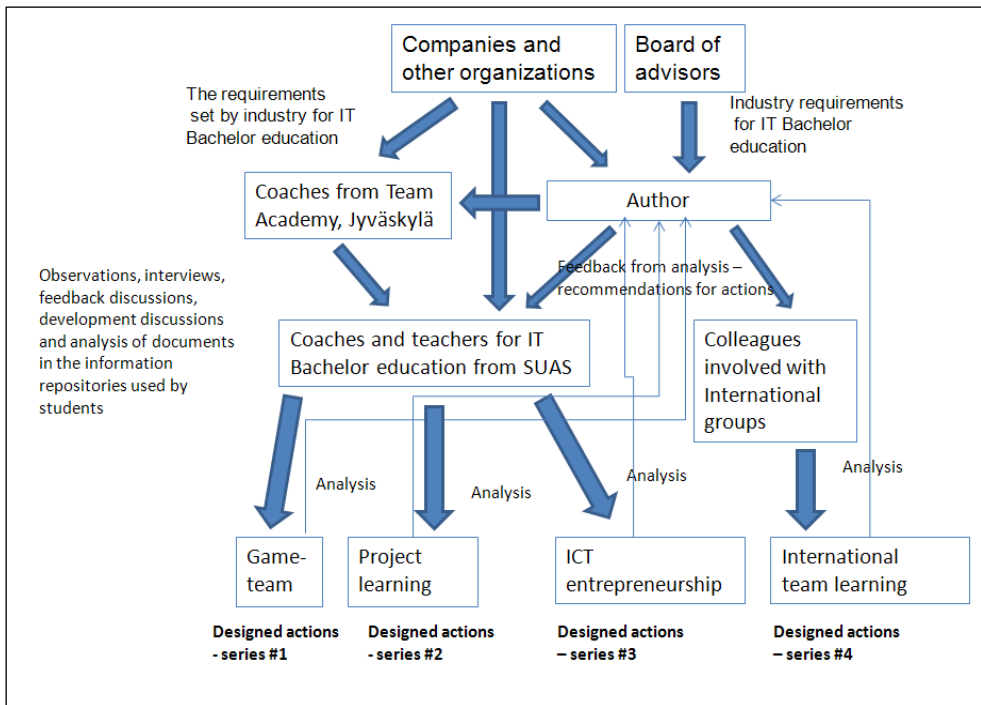 Companies and
other organizations
Board of
advisors
The requirements
set by industry for IT
Bachelor education
Industry requirements
for IT Bachelor
education
Coaches from Team
Academy, Jyväskylä
Author
Observations, interviews,
feedback discussions,
development discussions
and analysis of documents
in the information
repositories used by
students
Feedback from analysis –
recommendations for actions
Coaches and teachers for IT
Bachelor education from SUAS
Colleagues
involved with
International
groups
Analysis
Analysis
Analysis
Analysis
Game-
team
Project
learning
ICT
entrepreneurship
International
team learning
Designed actions
- series #1
Designed actions
- series #2
Designed actions
– series #3
Designed actions
– series #4